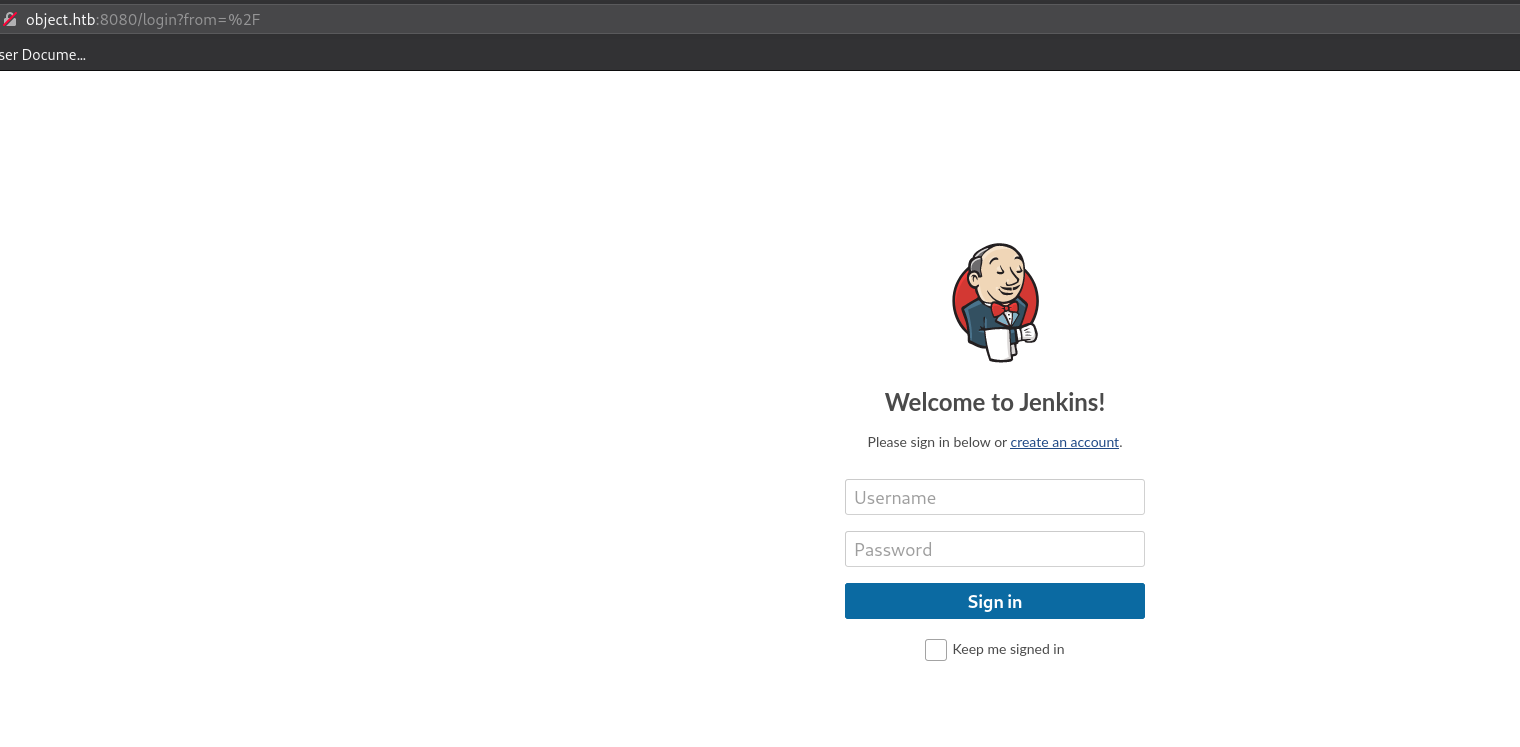 object.htb:8080/login?from=%2F
ser Docume...
Welcome to Jenkins!
Please sign in below or create an account.
Username
Password
Sign in
Keep me signed in